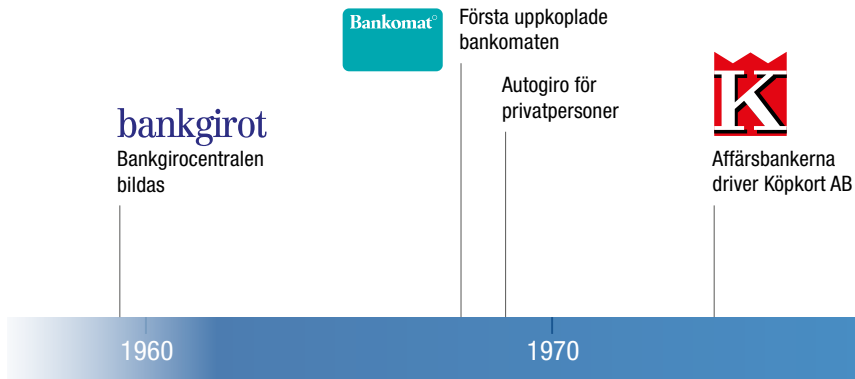 Bankomat
Första uppkoplade
bankomaten
Autogiro för
privatpersoner
K
bankgirot
Bankgirocentralen
bildas
Affärsbankerna
driver Köpkort AB
1960
1970